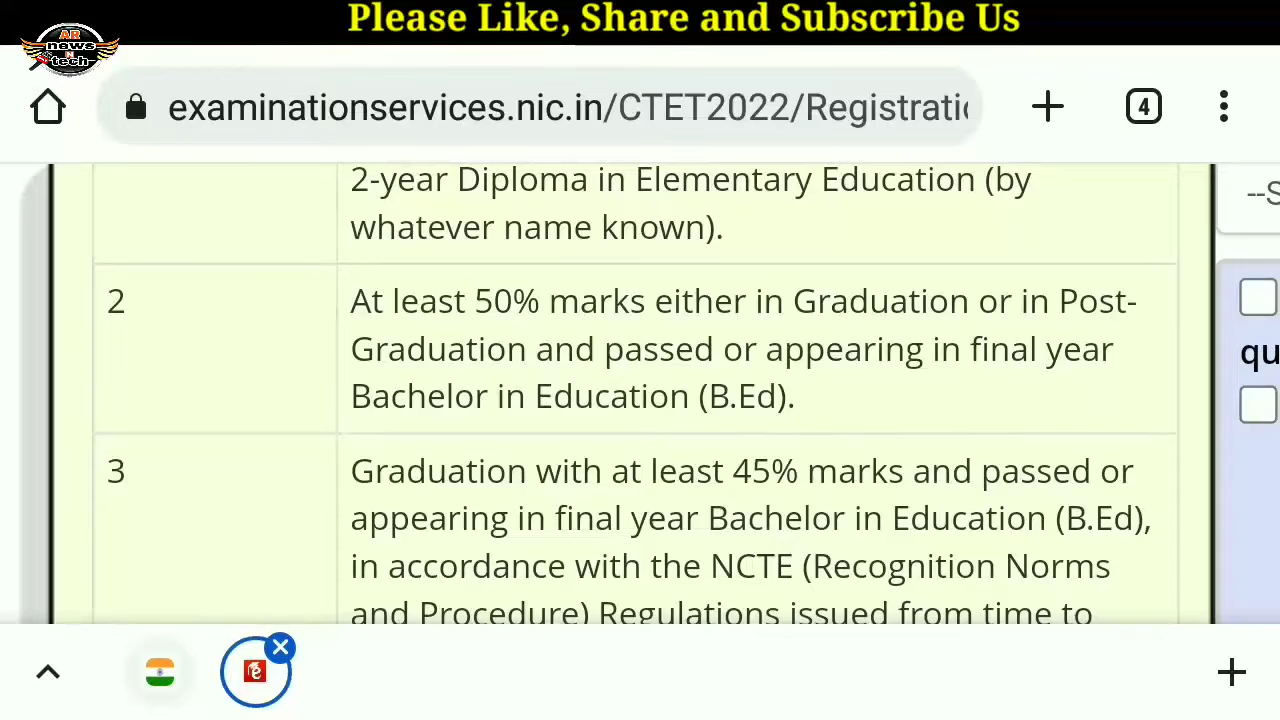 Please Like, Share and Subscribe Us
AR
news
N
tech
examinationservices.nic.in/CTET2022/Registratic
4
2-year Diploma in Elementary Education (by
whatever name known).
--S
2
At least 50% marks either in Graduation or in Post-
Graduation and passed or appearing in final year
Bachelor in Education (B.Ed).
qu
3
Graduation with at least 45% marks and passed or
appearing in final year Bachelor in Education (B.Ed),
in accordance with the NCTE (Recognition Norms
and Procedure) Regulations issued from time to